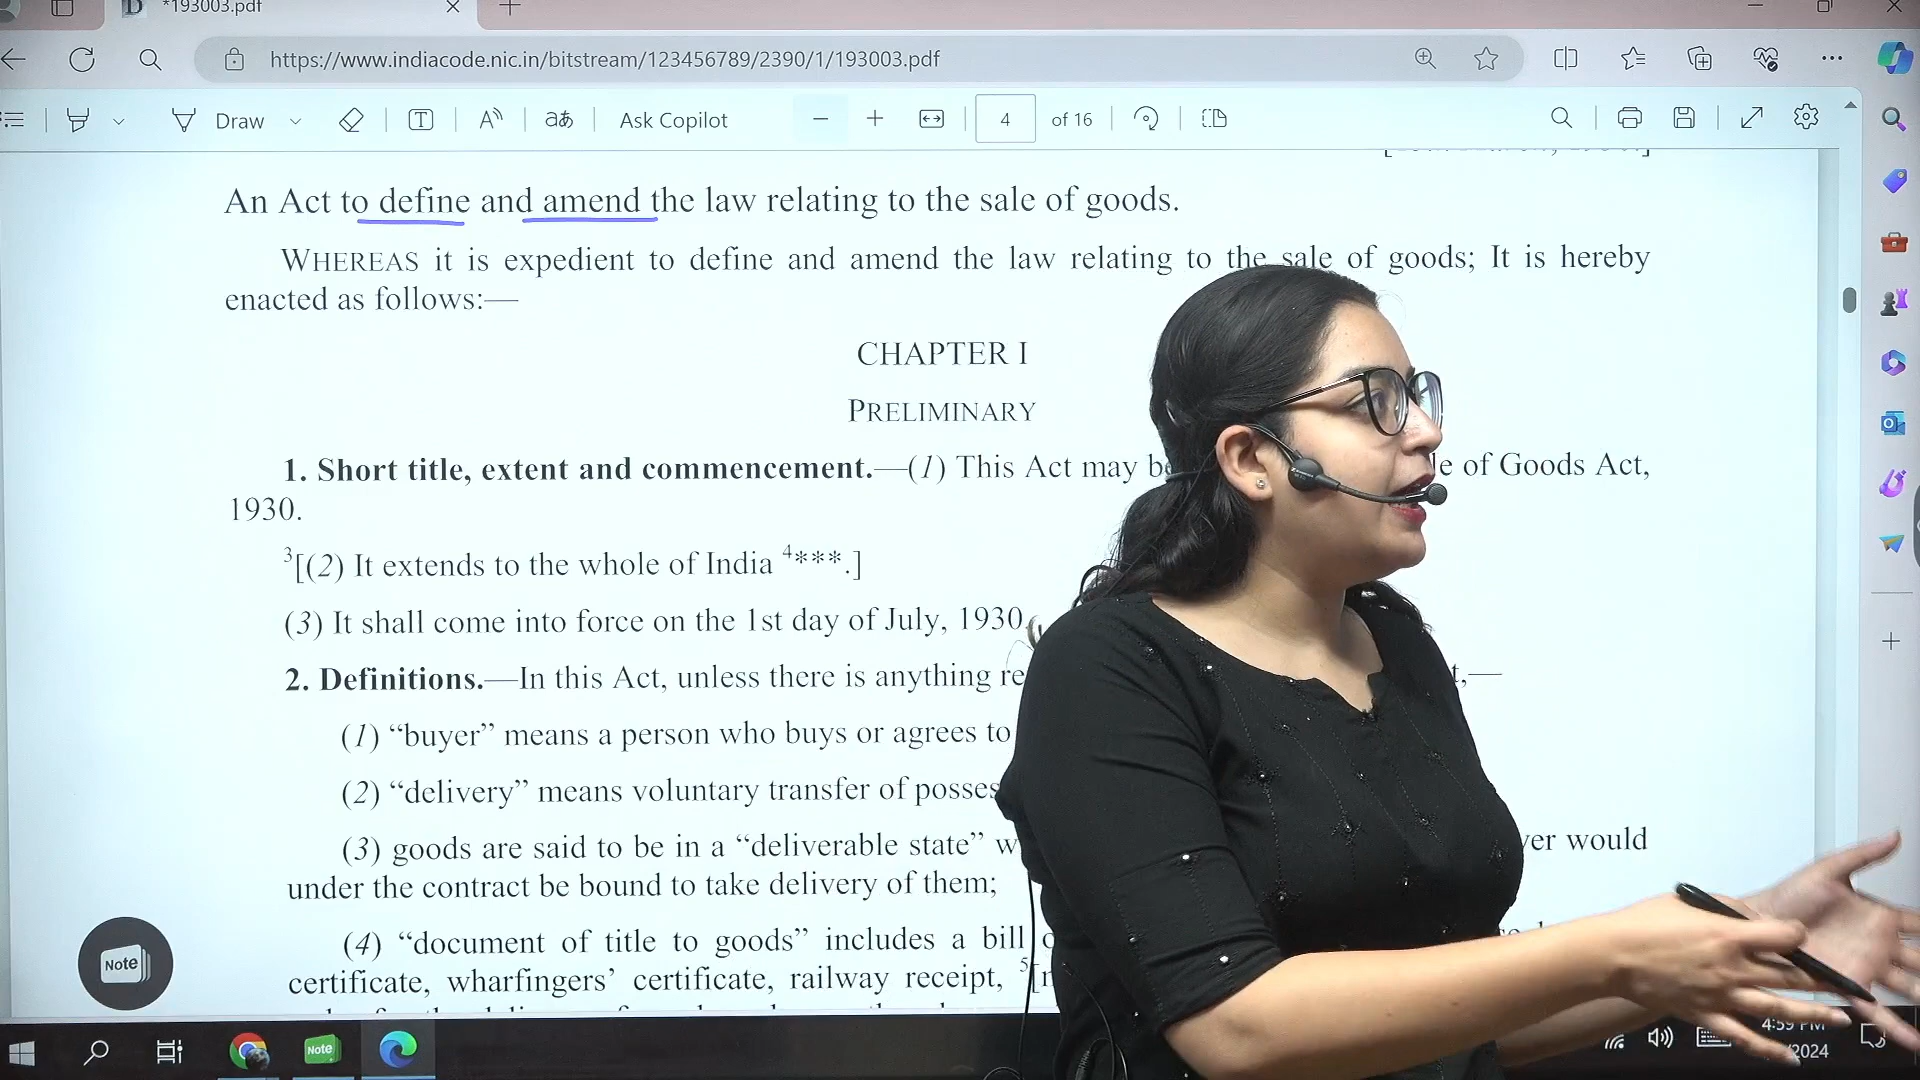 *193003.pdf
https://www.indiacode.nic.in/bitstream/123456789/2390/1/193003.pdf
Draw
aあ
Ask Copilot
4
of 16
An Act to define and amend the law relating to the sale of goods.
WHEREAS it is expedient to define and amend the law relating to the sale of goods; It is hereby
enacted as follows:—
CHAPTER I
PRELIMINARY
1. Short title, extent and commencement.—(1) This Act may be of Goods Act,
1930.
3[(2) It extends to the whole of India 4***.]
(3) It shall come into force on the 1st day of July, 1930.
2. Definitions.—In this Act, unless there is anything
(1) “buyer” means a person who buys or agrees to
(2) “delivery” means voluntary transfer of
(3) goods are said to be in a “deliverable state” would
under the contract be bound to take delivery of them;
(4) “document of title to goods” includes a bill
certificate, wharfingers’ certificate, railway receipt, 5[
Note
Note
4:59 PM
2024